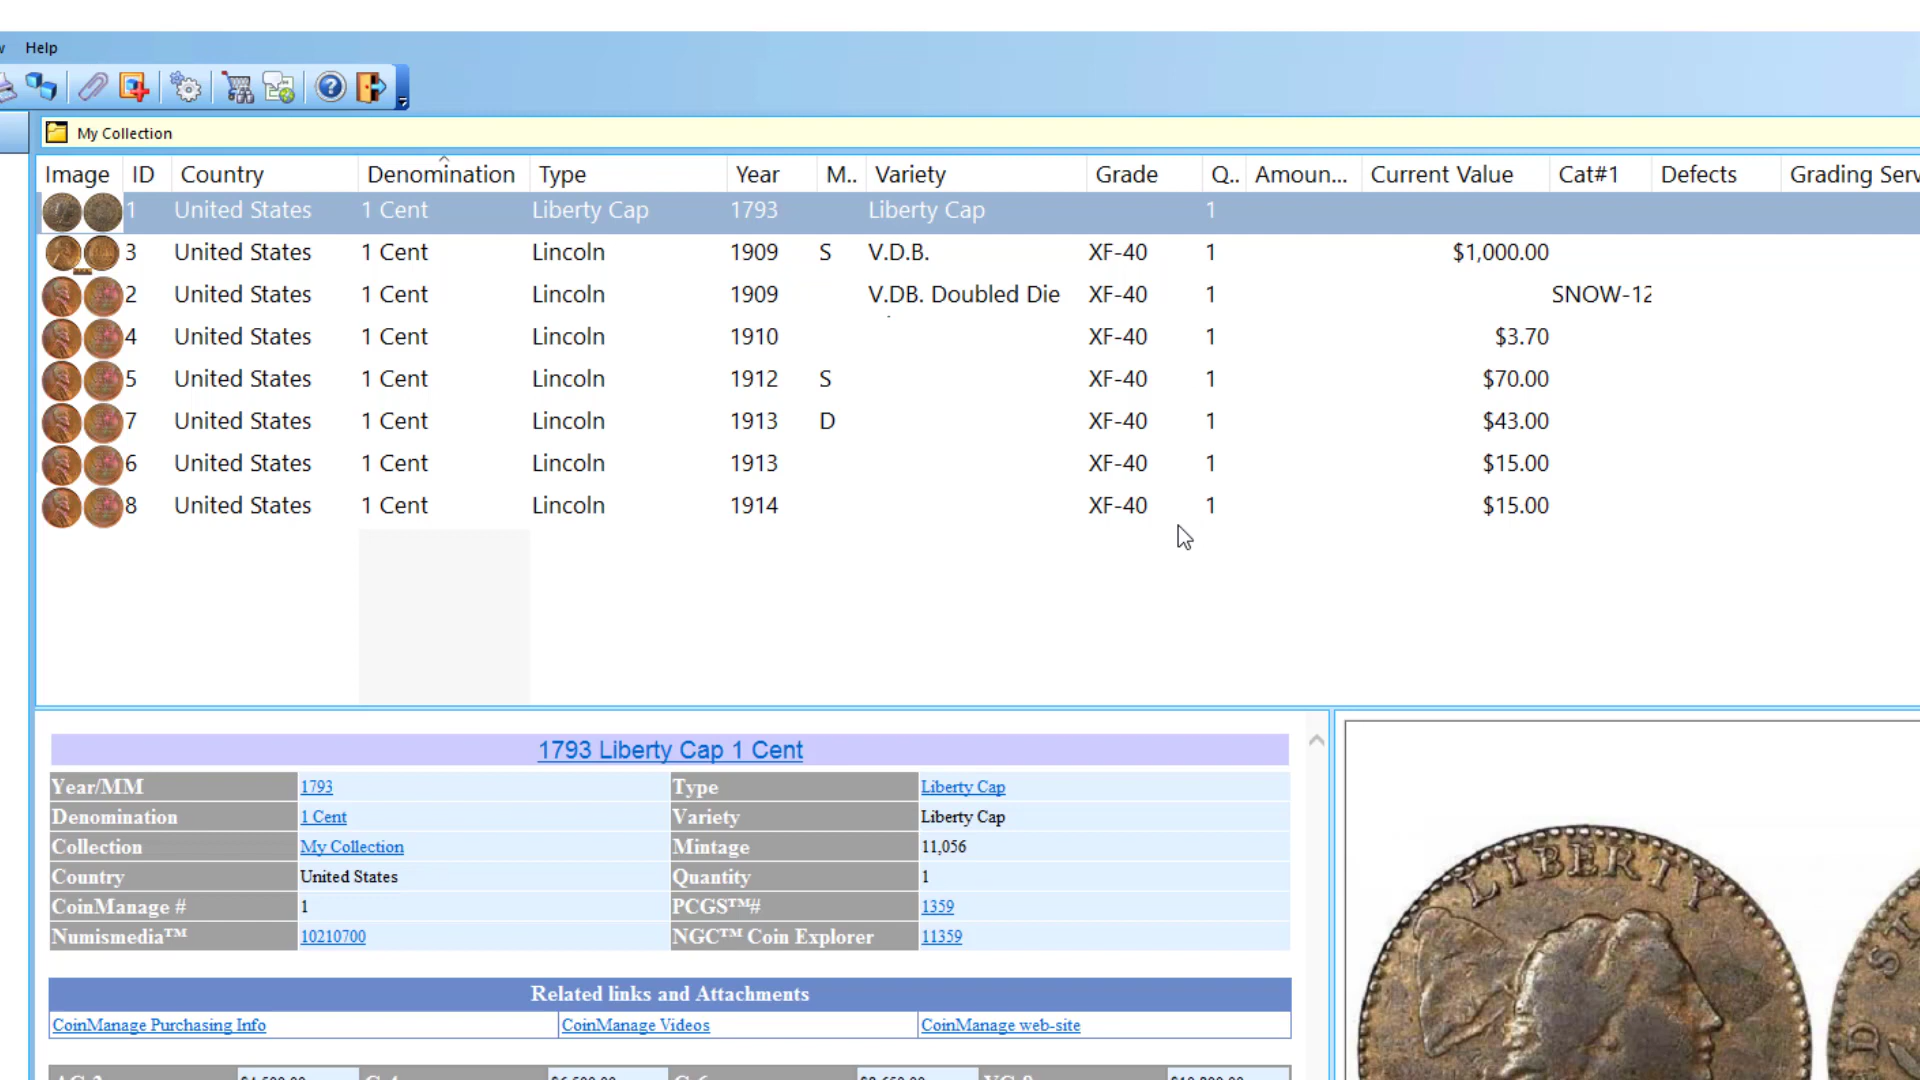 Help
My Collection
Image ID Country Denomination Type Year M.. Variety Grade Q.. Amoun... Current Value Cat#1 Defects Grading Serv
1 United States 1 Cent Liberty Cap 1793 Liberty Cap 1
3 United States 1 Cent Lincoln 1909 S V.D.B. XF-40 1 $1,000.00
2 United States 1 Cent Lincoln 1909 V.DB. Doubled Die XF-40 1 SNOW-12
4 United States 1 Cent Lincoln 1910 XF-40 1 $3.70
5 United States 1 Cent Lincoln 1912 S XF-40 1 $70.00
7 United States 1 Cent Lincoln 1913 D XF-40 1 $43.00
6 United States 1 Cent Lincoln 1913 XF-40 1 $15.00
8 United States 1 Cent Lincoln 1914 XF-40 1 $15.00
1793 Liberty Cap 1 Cent
Year/MM 1793 Type Liberty Cap
Denomination 1 Cent Variety Liberty Cap
Collection My Collection Mintage 11,056
Country United States Quantity 1
CoinManage # 1 PCGS™# 1359
Numismedia™ 10210700 NGC™ Coin Explorer 11359
Related links and Attachments
CoinManage Purchasing Info CoinManage Videos CoinManage web-site
LIBERTY